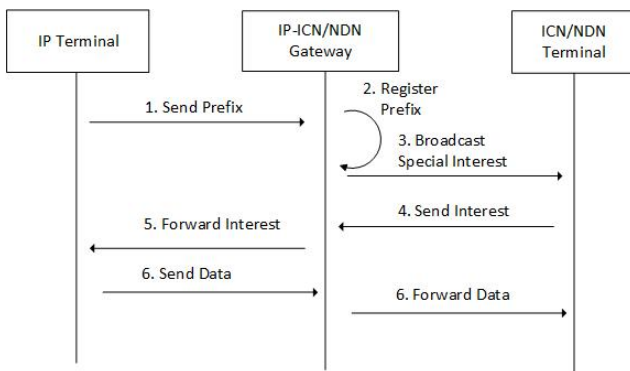 IP Terminal
IP-ICN/NDN
Gateway
ICN/NDN
Terminal
1. Send Prefix
2. Register
Prefix
3. Broadcast
Special Interest
4. Send Interest
5. Forward Interest
6. Send Data
6. Forward Data